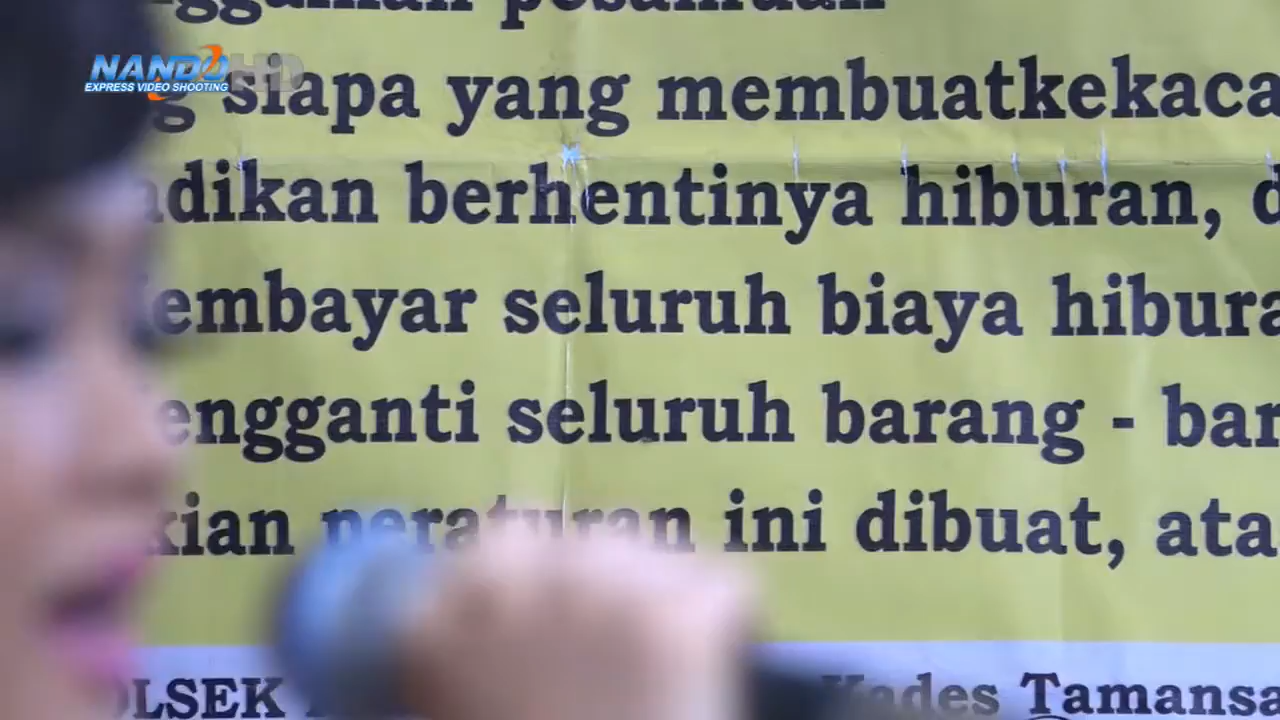 NANDO HD
EXPRESS VIDEO SHOOTING
siapa yang membuatkekaca
adikan berhentinya hiburan, d
embayar seluruh biaya hibura
engganti seluruh barang - bar
kian peraturan ini dibuat, ata
OLSEK
Kades Tamansa